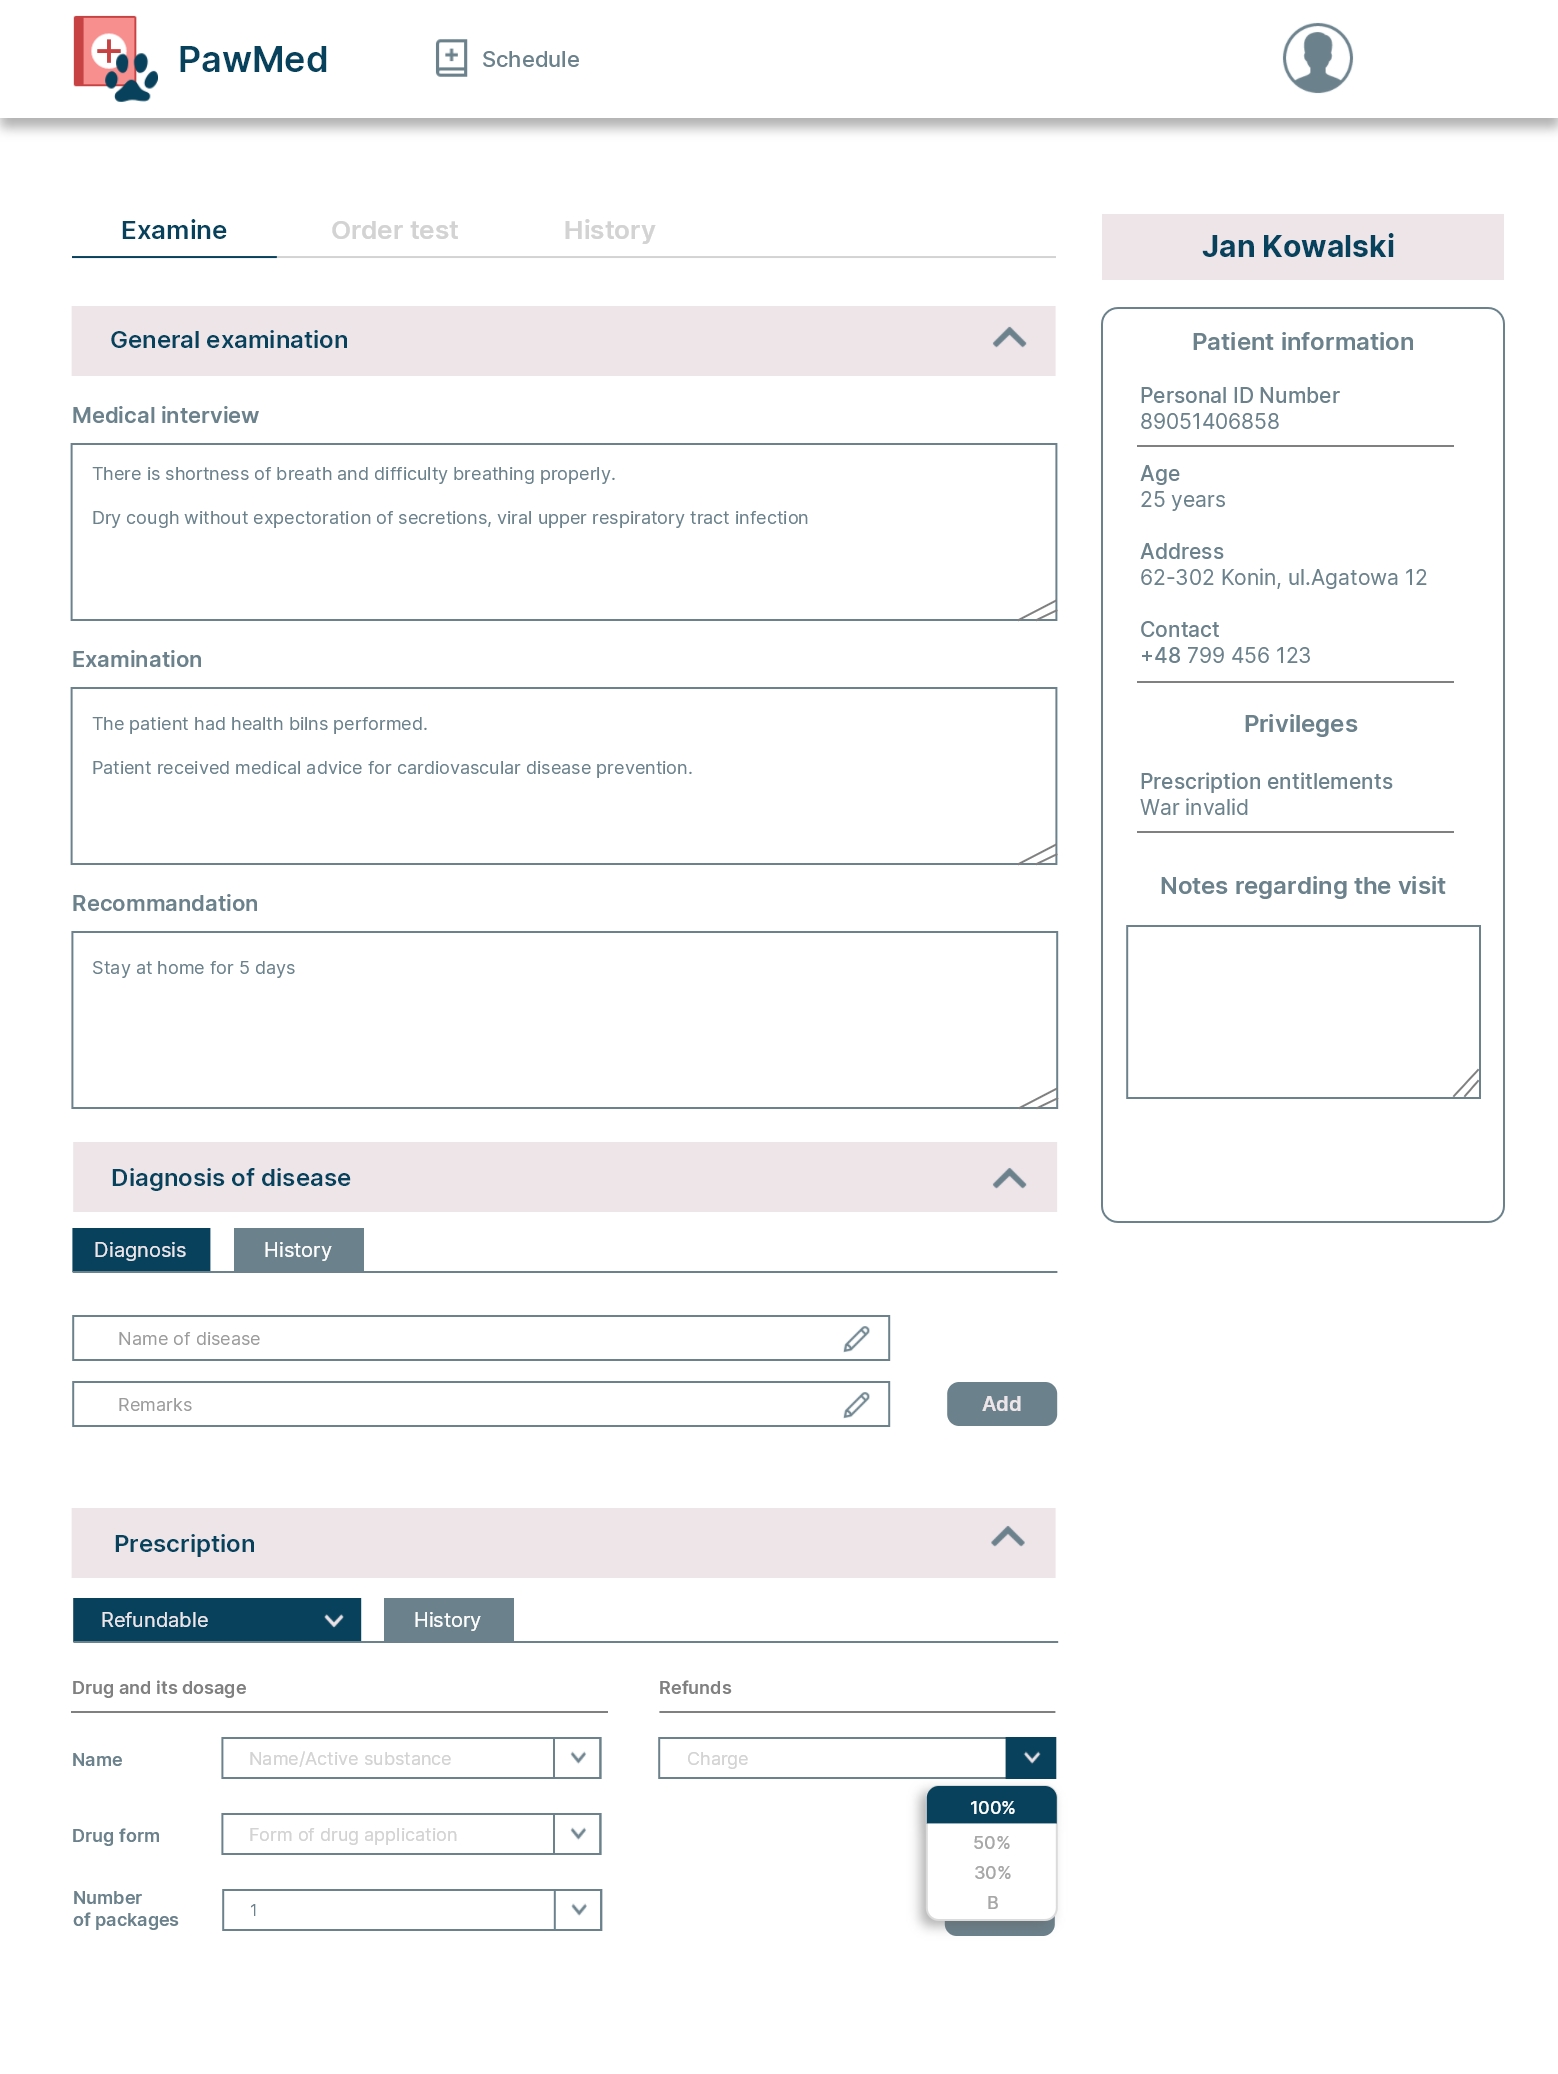 PawMed
Schedule
Examine
Order test
History
General examination
Medical interview
There is shortness of breath and difficulty breathing properly.
Dry cough without expectoration of secretions, viral upper respiratory tract infection
Examination
The patient had health bilns performed.
Patient received medical advice for cardiovascular disease prevention.
Recommandation
Stay at home for 5 days
Diagnosis of disease
Diagnosis
History
Name of disease
Remarks
Add
Prescription
Refundable
History
Drug and its dosage
Name
Name/Active substance
Drug form
Form of drug application
Number
of packages
1
Refunds
Charge
100%
50%
30%
B
Jan Kowalski
Patient information
Personal ID Number
89051406858
Age
25 years
Address
62-302 Konin, ul.Agatowa 12
Contact
+48 799 456 123
Privileges
Prescription entitlements
War invalid
Notes regarding the visit